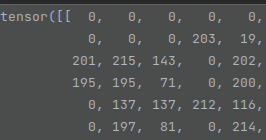 tensor([[  0,   0,   0,   0,   0,
0,   0,   0, 203,  19,
201, 215, 143,   0, 202,
195, 195,  71,   0, 200,
0, 137, 137, 212, 116,
0, 197,  81,   0, 214,